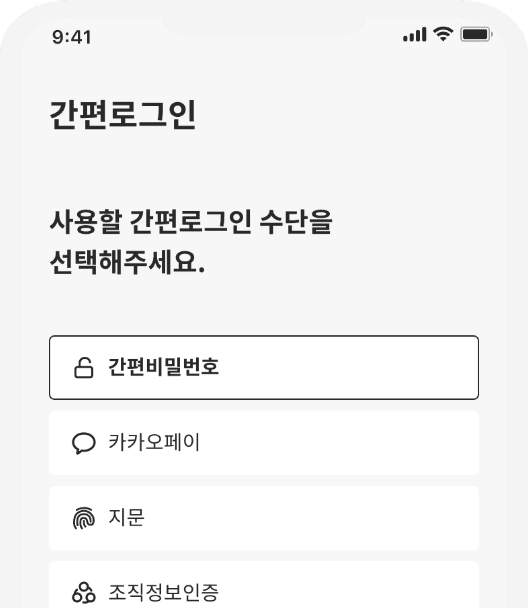 9:41
간편로그인
사용할 간편로그인 수단을
선택해주세요.
간편비밀번호
카카오페이
지문
조직정보인증